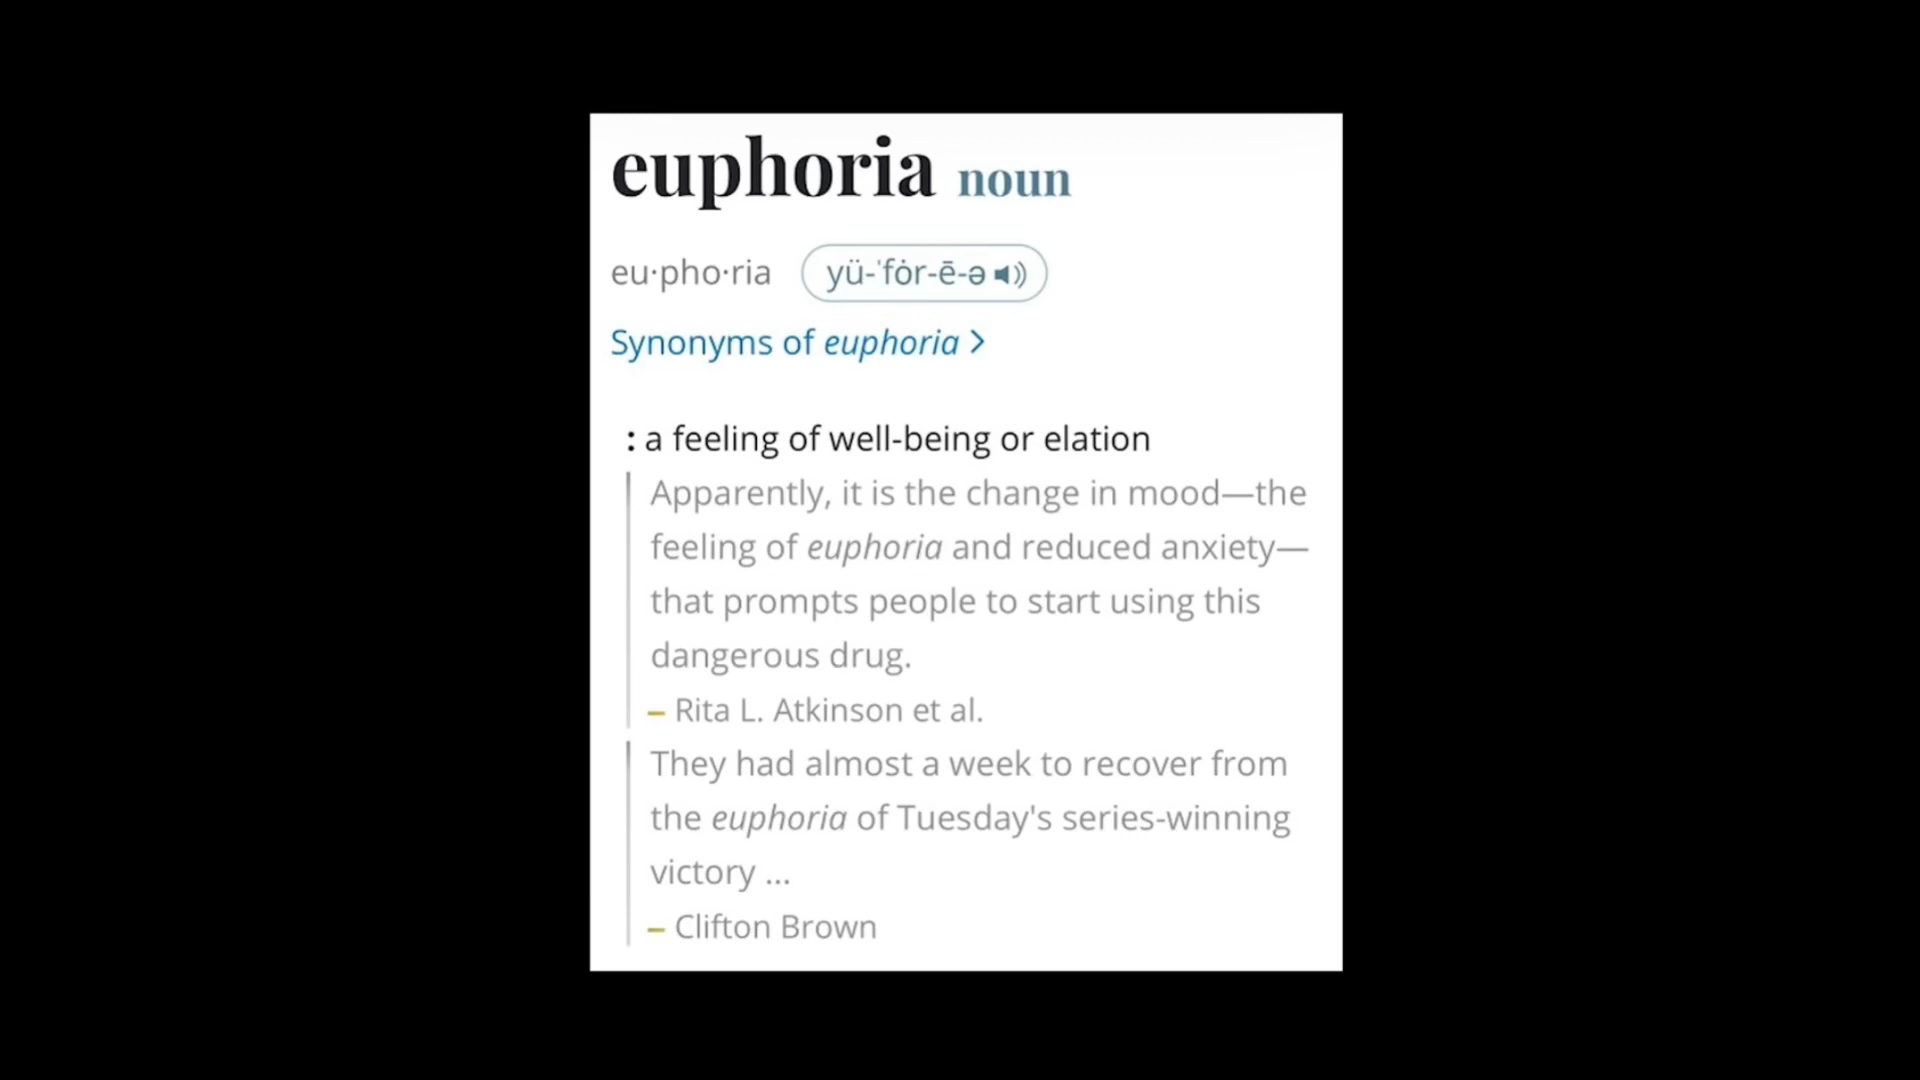 euphoria noun
eu·pho·ria yü-ˈfȯr-ē-ə
Synonyms of euphoria >
: a feeling of well-being or elation
Apparently, it is the change in mood—the
feeling of euphoria and reduced anxiety—
that prompts people to start using this
dangerous drug.
– Rita L. Atkinson et al.
They had almost a week to recover from
the euphoria of Tuesday's series-winning
victory ...
– Clifton Brown